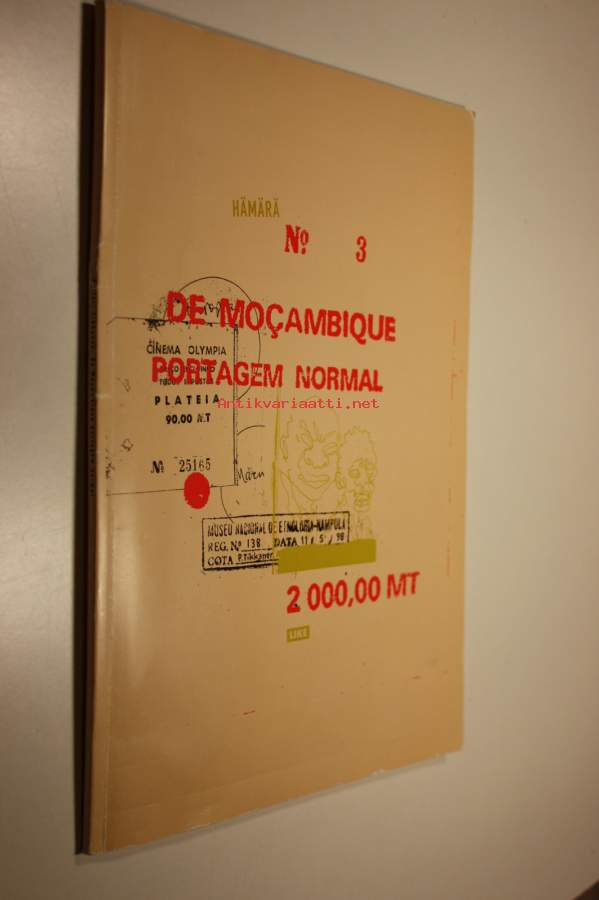 HÄMÄRÄ
Nº 3
DE MOÇAMBIQUE
CINEMA OLYMPIA
PORTAGEM NORMAL
PLATEIA
Antikvariaatti.net
90,00 MT
Nº 25165
MUSEU NACIONAL DE ETNOLOGIA-NAMPULA
REG. Nº 138 DATA 11/5/98
COTA P.Tikkanen
2 000,00 MT
LIKE